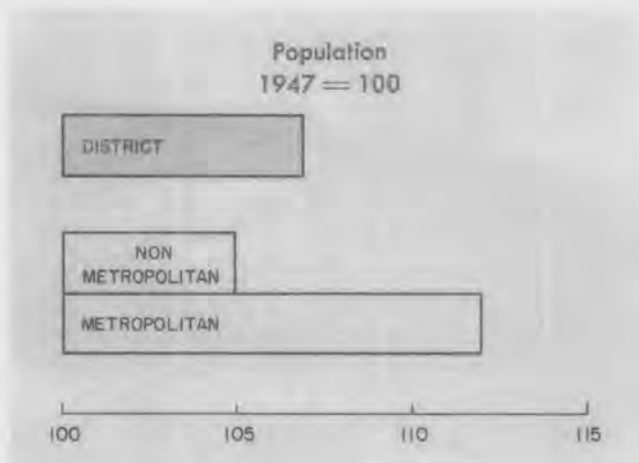 Population
1947 = 100
DISTRICT
NON
METROPOLITAN
METROPOLITAN
100 105 110 115